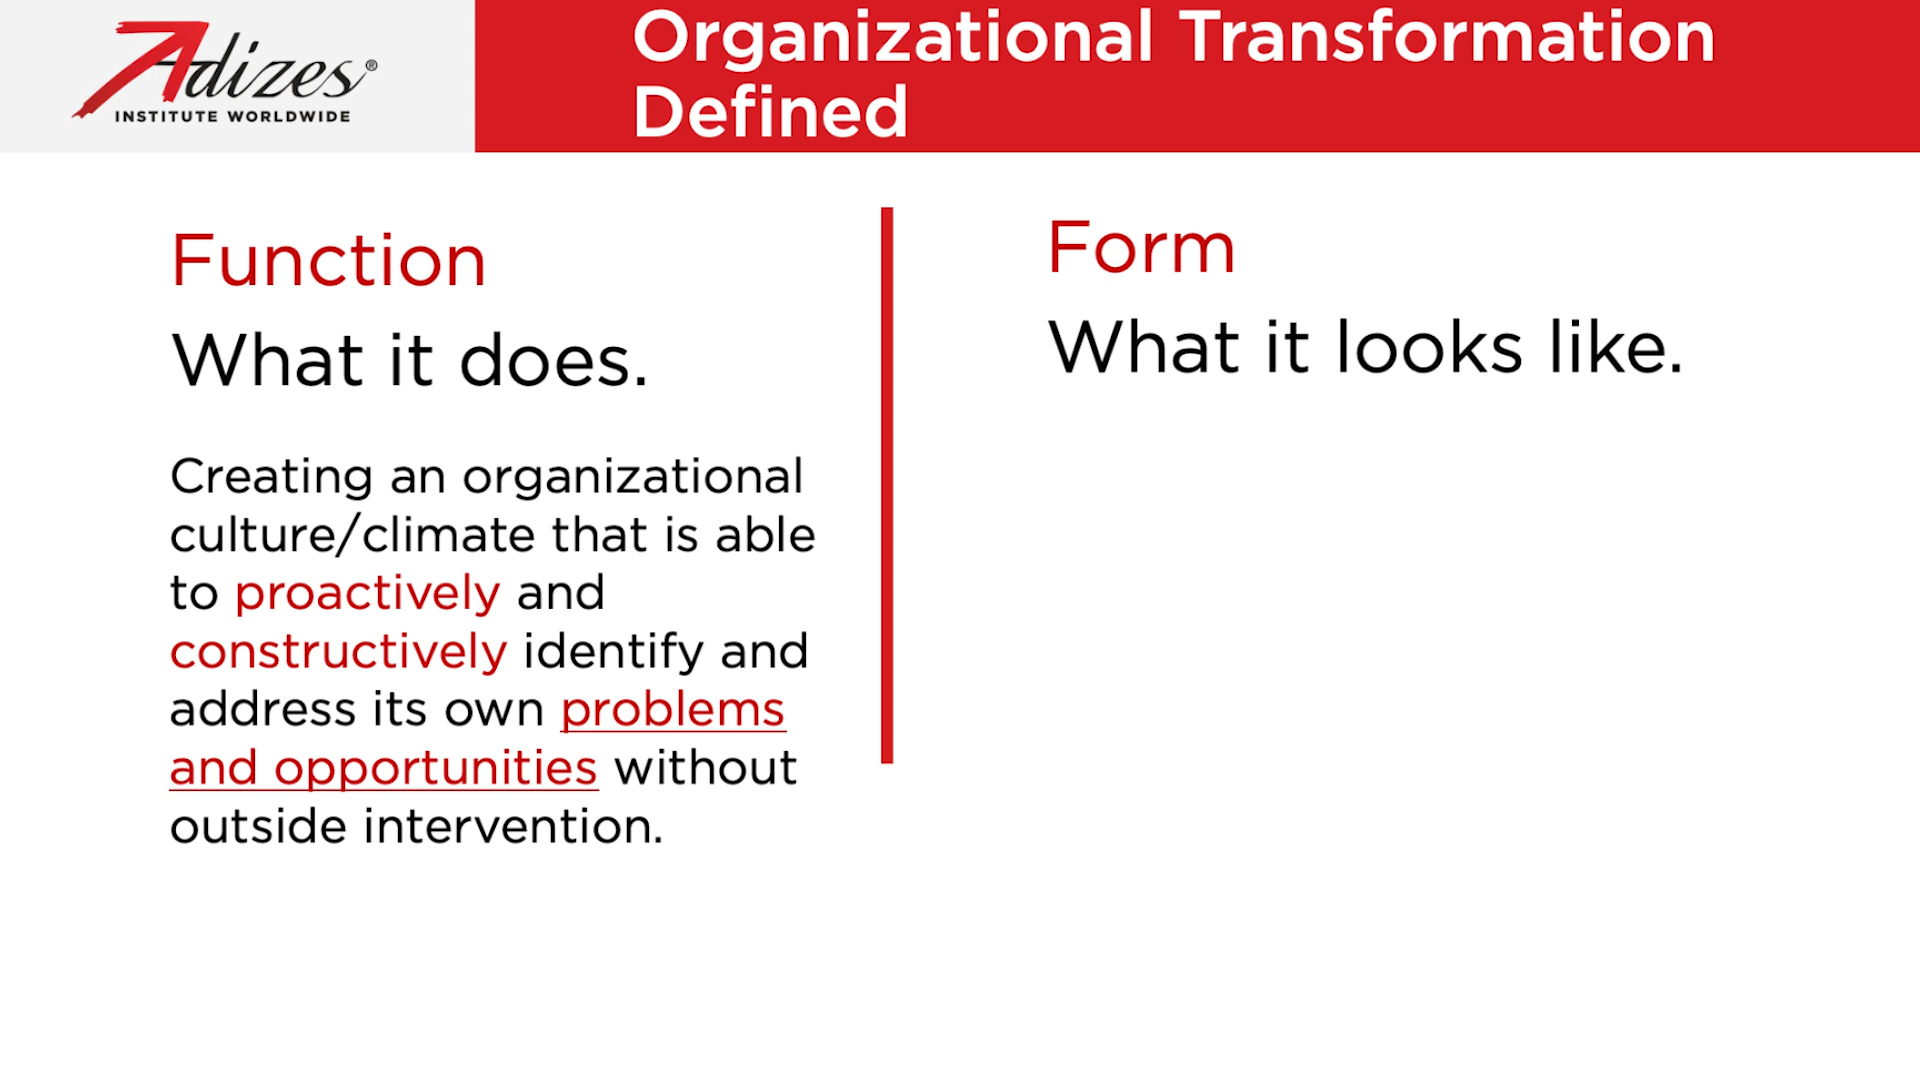 Adizes®
INSTITUTE WORLDWIDE
Organizational Transformation
Defined
Function
What it does.
Creating an organizational
culture/climate that is able
to proactively and
constructively identify and
address its own problems
and opportunities without
outside intervention.
Form
What it looks like.